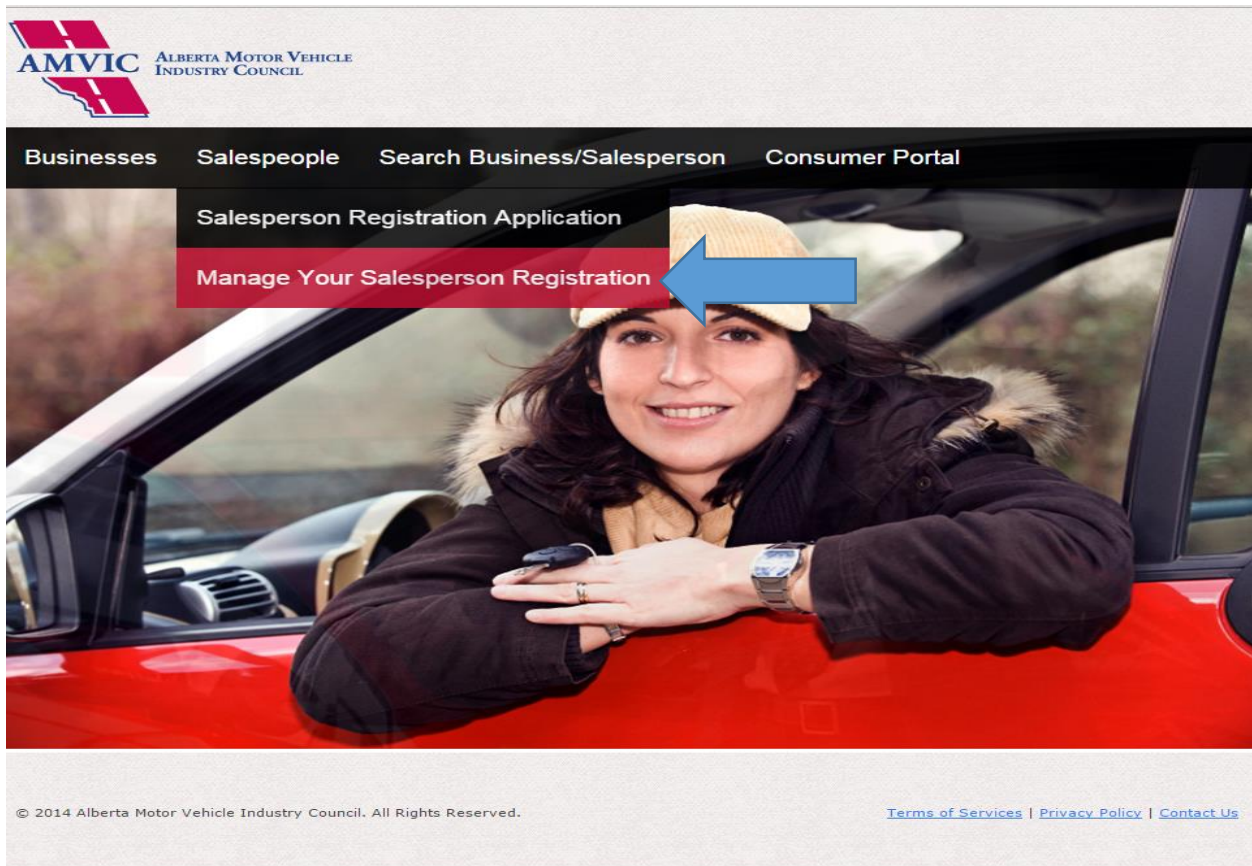 AMVIC
ALBERTA MOTOR VEHICLE
INDUSTRY COUNCIL
Businesses Salespeople Search Business/Salesperson Consumer Portal
Salesperson Registration Application
Manage Your Salesperson Registration
© 2014 Alberta Motor Vehicle Industry Council. All Rights Reserved. Terms of Services | Privacy Policy | Contact Us